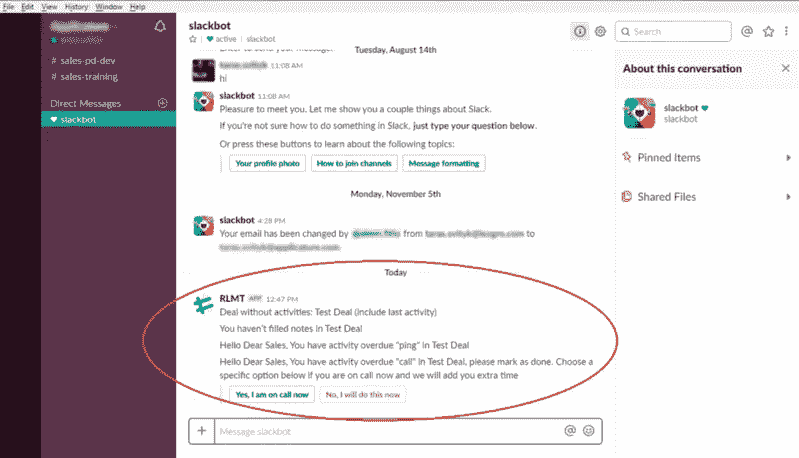 File Edit View History Window Help
# sales-pd-dev
# sales-training
Direct Messages
slackbot
slackbot
active | slackbot
Search
Tuesday, August 14th
11:08 AM
hi
slackbot 11:08 AM
Pleasure to meet you. Let me show you a couple things about Slack.
If you're not sure how to do something in Slack, just type your question below.
Or press these buttons to learn about the following topics:
Your profile photo How to join channels Message formatting
Monday, November 5th
slackbot 4:28 PM
Your email has been changed by from to
Today
RLMT APP 12:47 PM
Deal without activities: Test Deal (include last activity)
You haven't filled notes in Test Deal
Hello Dear Sales, You have activity overdue "ping" in Test Deal
Hello Dear Sales, You have activity overdue "call" in Test Deal, please mark as done. Choose a
specific option below if you are on call now and we will add you extra time
Yes, I am on call now No, I will do this now
Message slackbot
About this conversation
slackbot
slackbot
Pinned Items
Shared Files